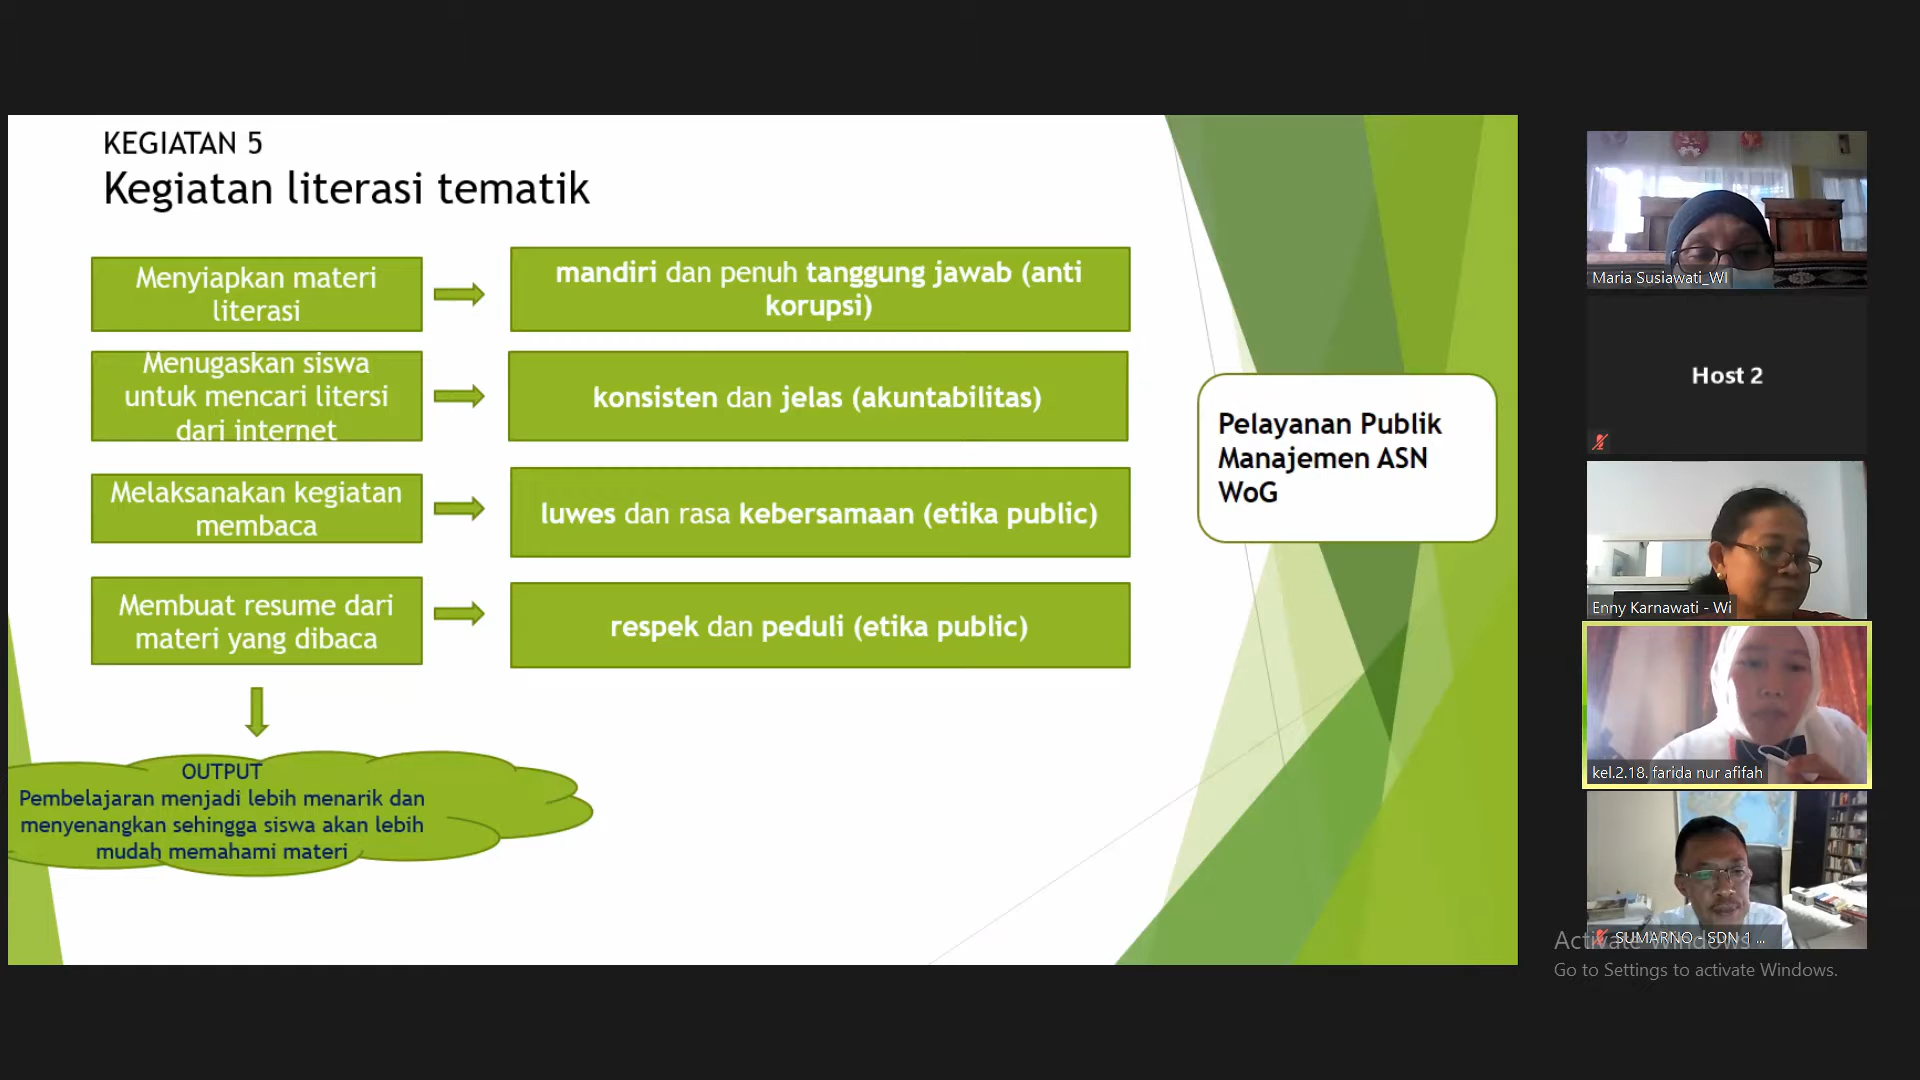 KEGIATAN 5
Kegiatan literasi tematik
Menyiapkan materi
literasi
mandiri dan penuh tanggung jawab (anti
korupsi)
Menugaskan siswa
untuk mencari litersi
dari internet
konsisten dan jelas (akuntabilitas)
Melaksanakan kegiatan
membaca
luwes dan rasa kebersamaan (etika public)
Membuat resume dari
materi yang dibaca
respek dan peduli (etika public)
OUTPUT
Pembelajaran menjadi lebih menarik dan
menyenangkan sehingga siswa akan lebih
mudah memahami materi
Pelayanan Publik
Manajemen ASN
WoG
Maria Susiawati_WI
Host 2
Enny Karnawati - Wi
kel.2.18. farida nur afifah
SUMARNO - SDN 1 ...
Activate Windows
Go to Settings to activate Windows.